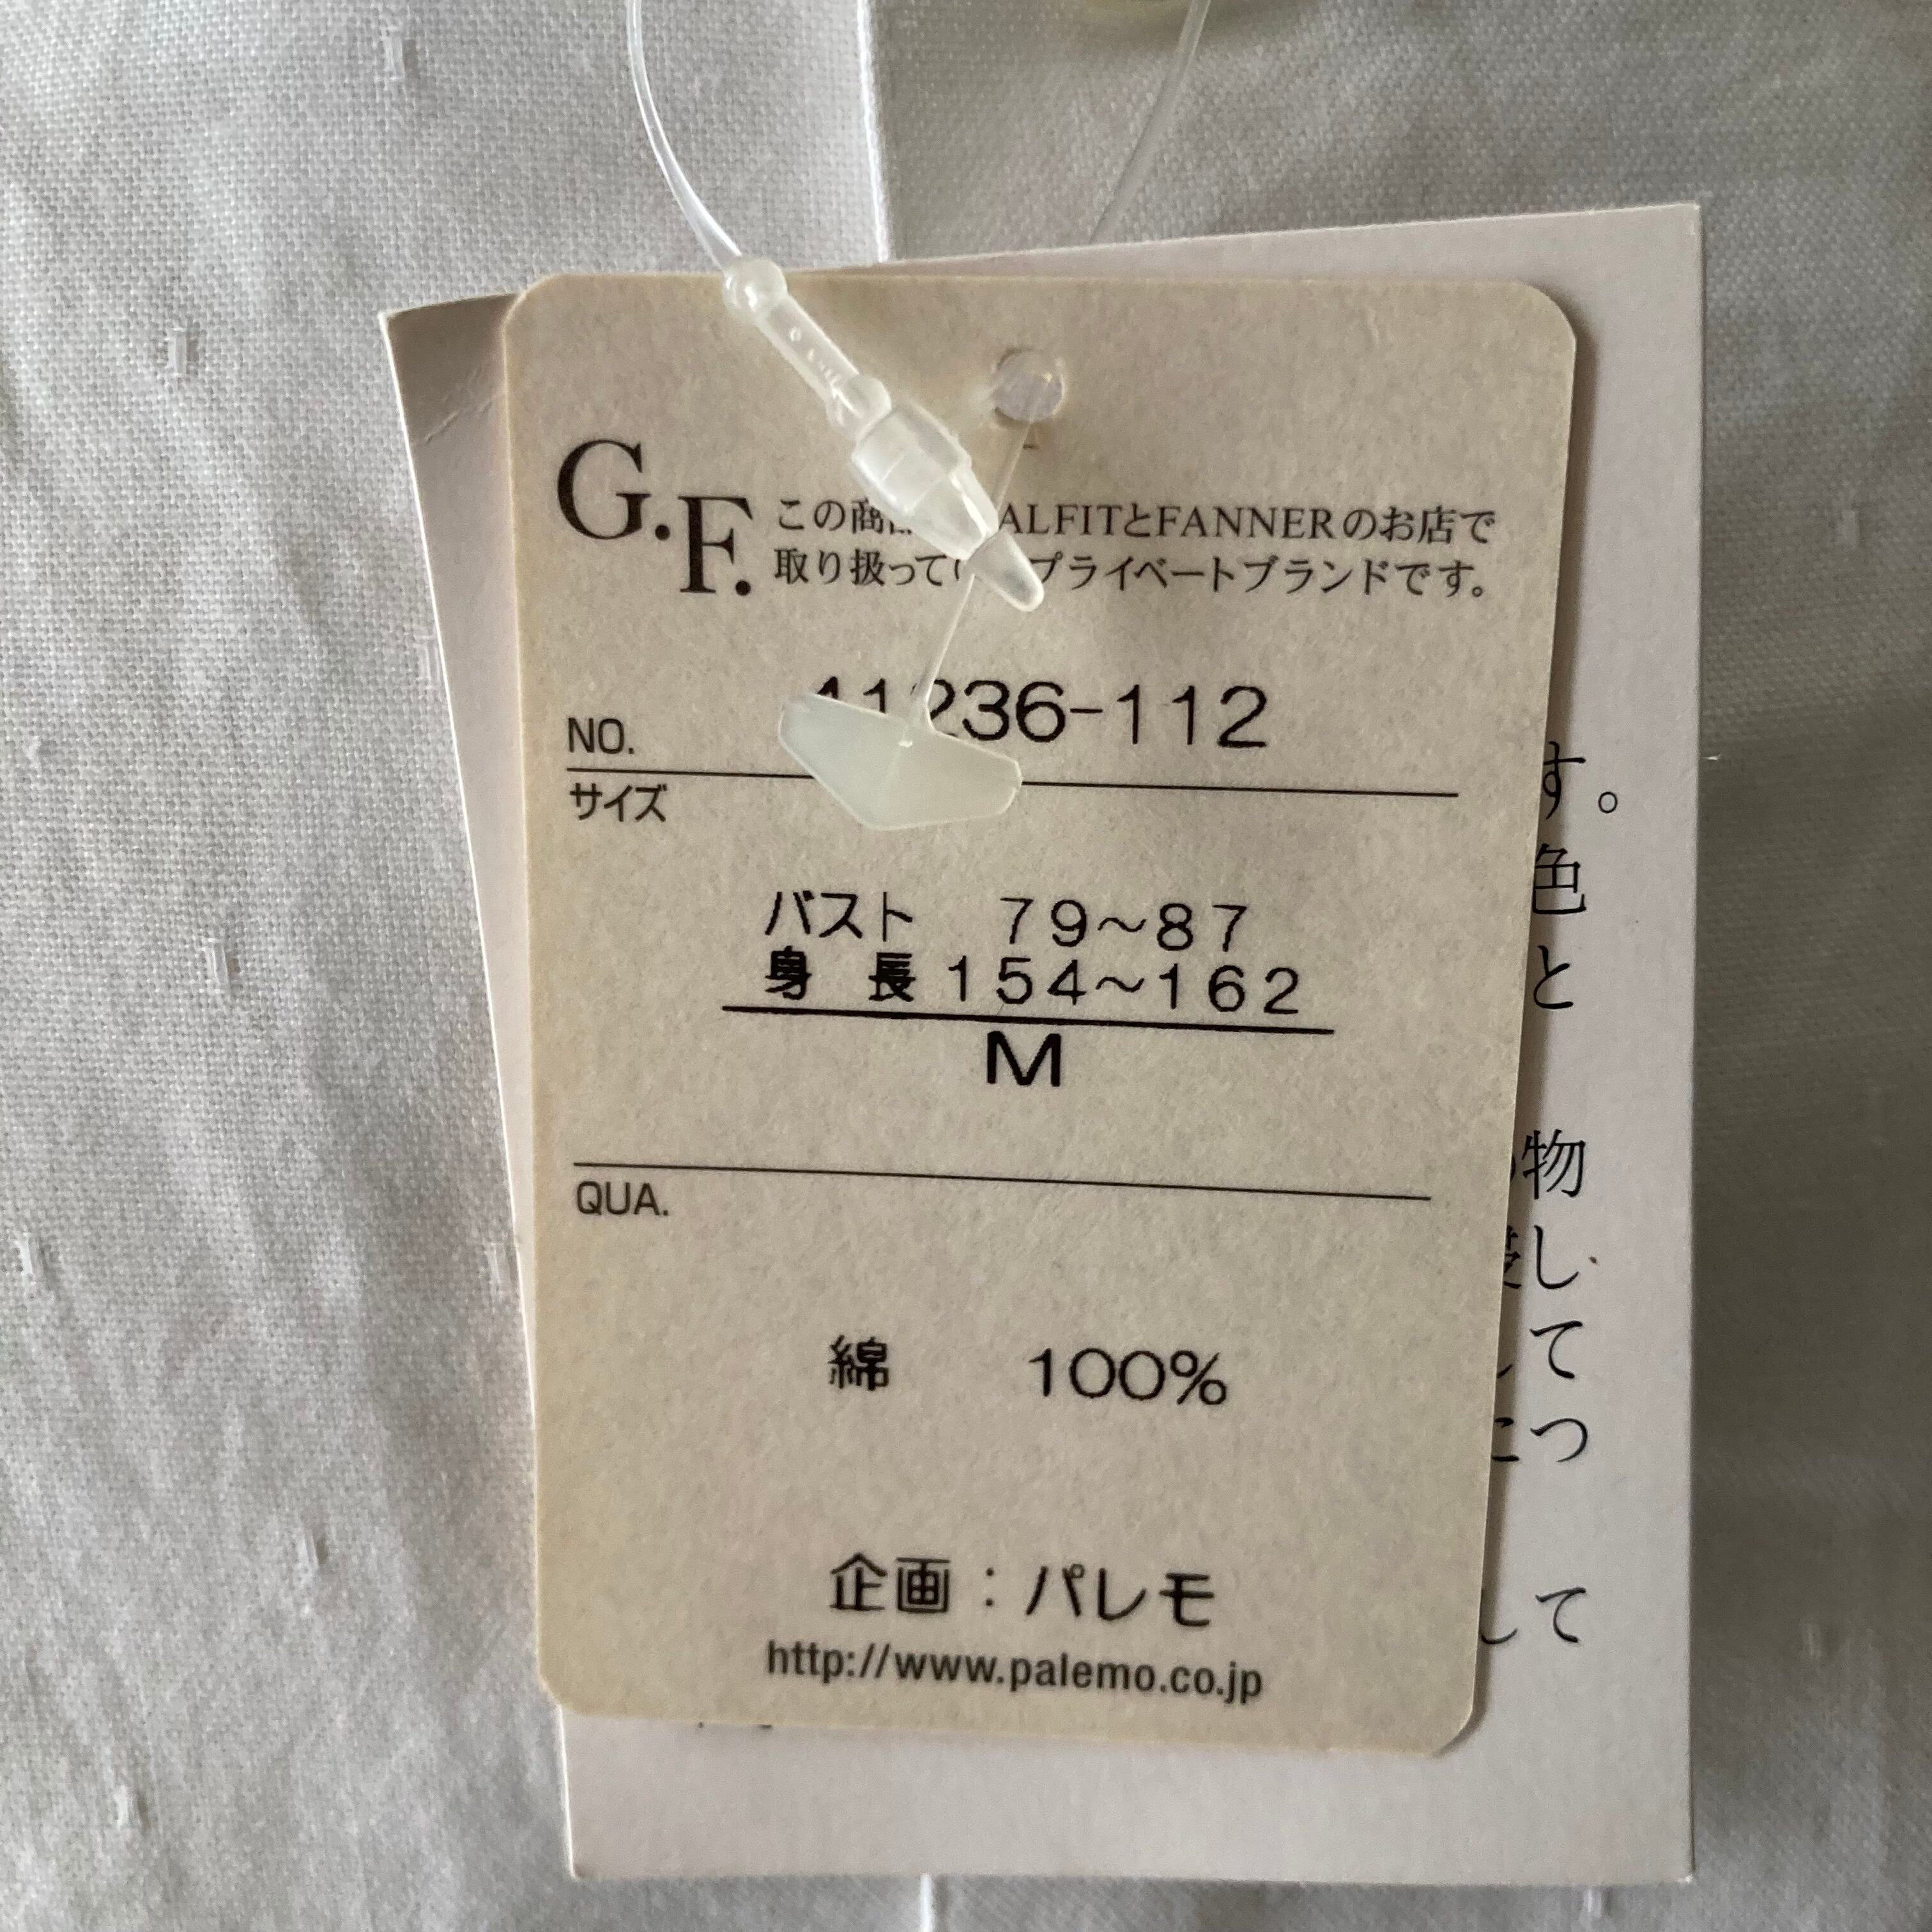 G.F.
この商 ALFITとFANNERのお店で
取り扱って プライベートブランドです。
NO. 41236-112
サイズ
バスト 79～87
身 長 154～162
M
QUA.
綿 100%
企画：パレモ
http://www.palemo.co.jp
す。
色
と
物
し
て
つ
して